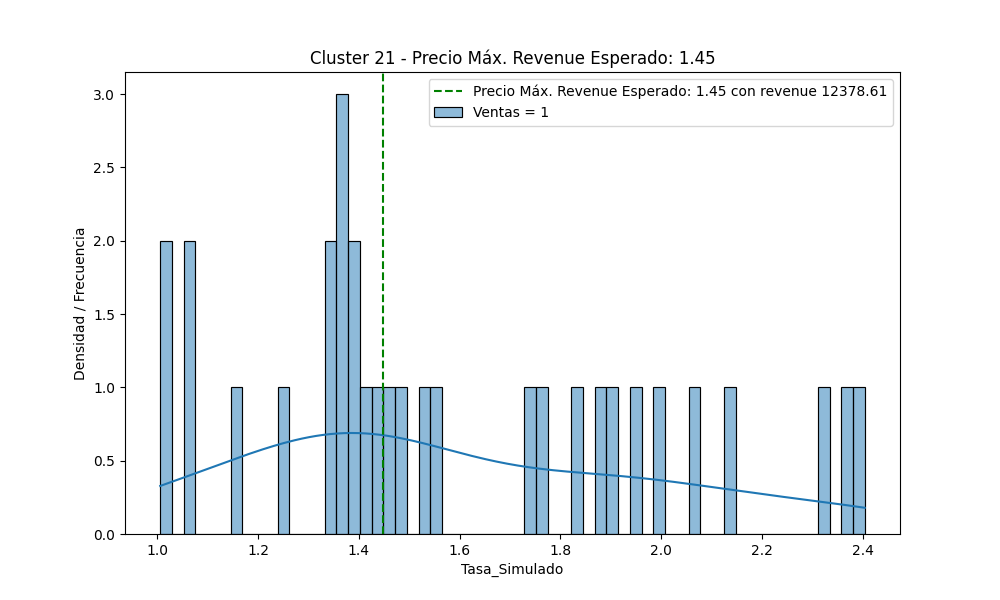 Cluster 21 - Precio Máx. Revenue Esperado: 1.45
Precio Máx. Revenue Esperado: 1.45 con revenue 12378.61
Ventas = 1
Densidad / Frecuencia
3.0
2.5
2.0
1.5
1.0
0.5
0.0
1.0 1.2 1.4 1.6 1.8 2.0 2.2 2.4
Tasa_Simulado